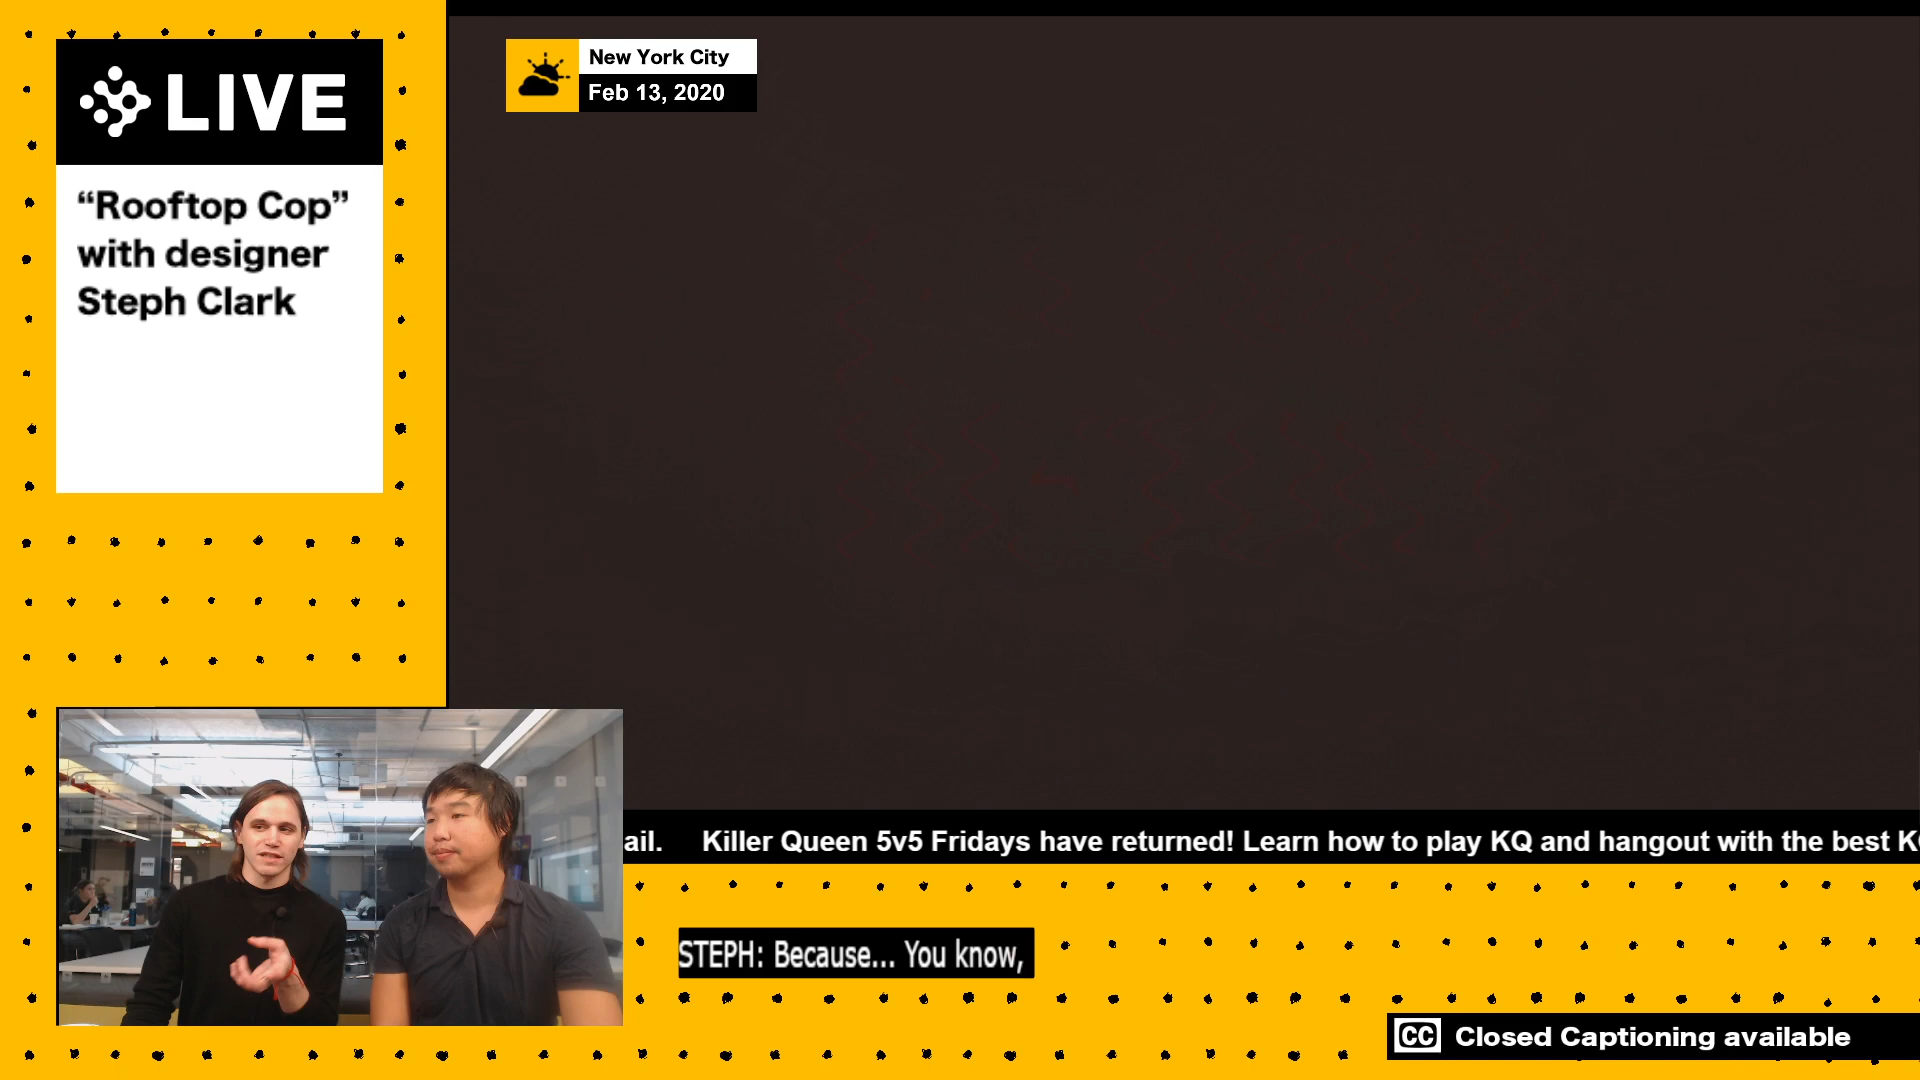 LIVE
“Rooftop Cop”
with designer
Steph Clark
New York City
Feb 13, 2020
ail. Killer Queen 5v5 Fridays have returned! Learn how to play KQ and hangout with the best K
STEPH: Because... You know,
CC Closed Captioning available